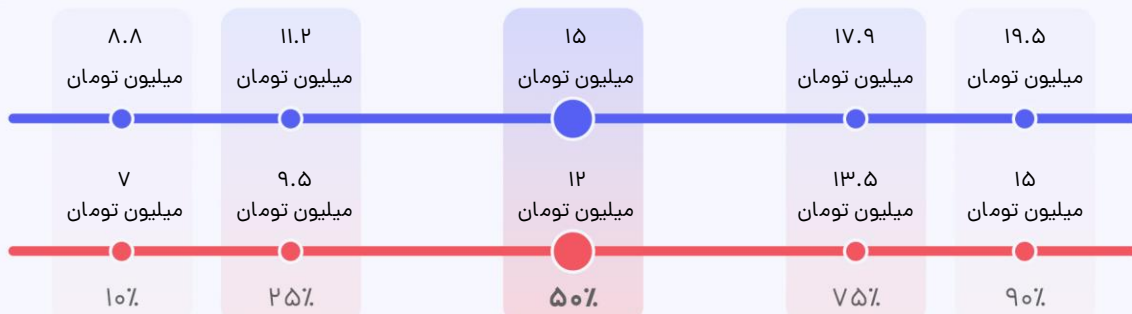 ۸.۸ ۱۱.۲ ۱۵ ۱۷.۹ ۱۹.۵
میلیون تومان میلیون تومان میلیون تومان میلیون تومان میلیون تومان
۷ ۹.۵ ۱۲ ۱۳.۵ ۱۵
میلیون تومان میلیون تومان میلیون تومان میلیون تومان میلیون تومان
۱۰٪ ۲۵٪ ۵۰٪ ۷۵٪ ۹۰٪